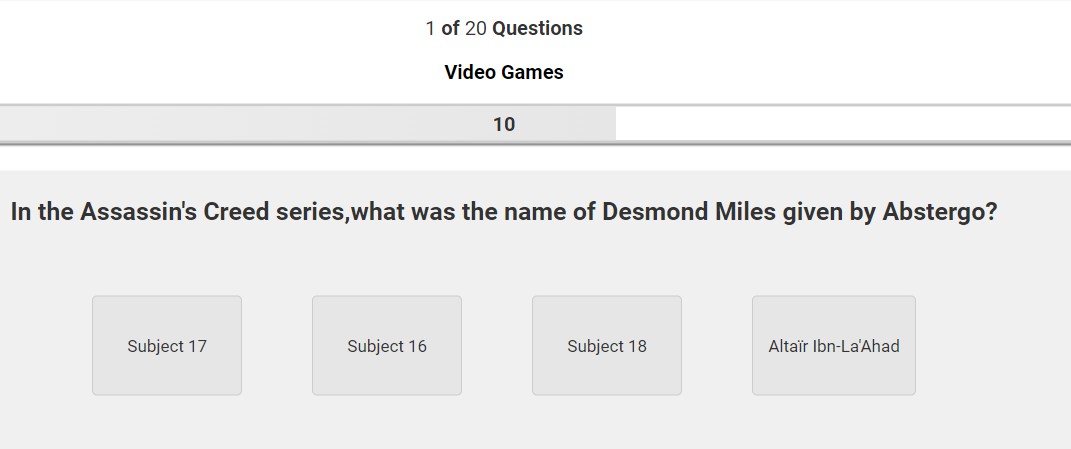 1 of 20 Questions
Video Games
10
In the Assassin's Creed series,what was the name of Desmond Miles given by Abstergo?
Subject 17
Subject 16
Subject 18
Altaïr Ibn-La'Ahad